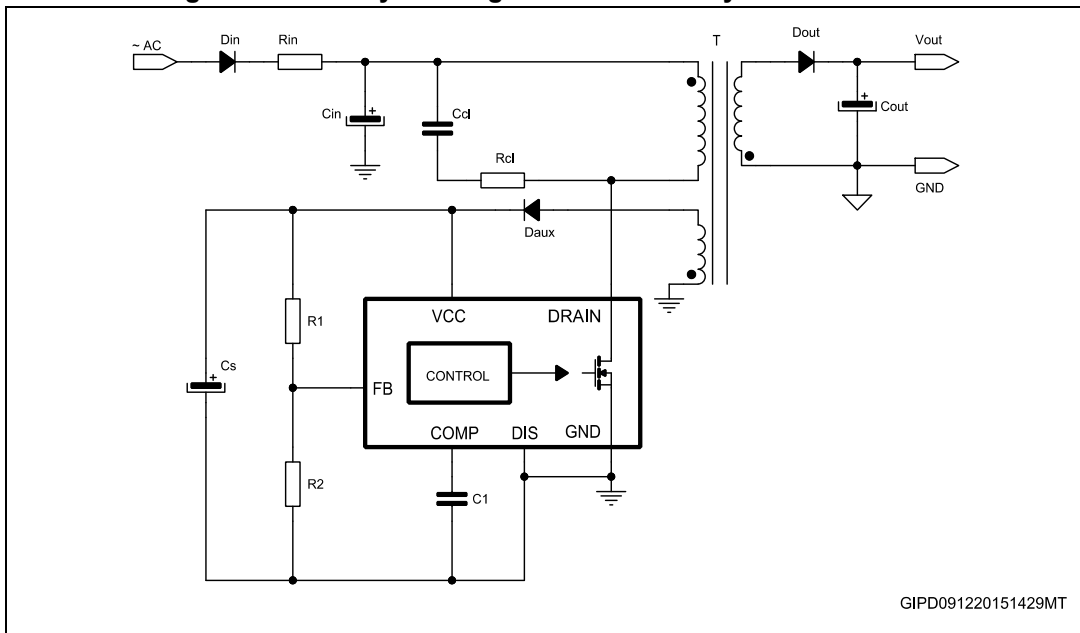 ~ AC
Din
Rin
T
Dout
Vout
Cin
Ccl
Cout
Rcl
GND
Daux
VCC
DRAIN
R1
Cs
CONTROL
FB
COMP
DIS
GND
R2
C1
GIPD091220151429MT